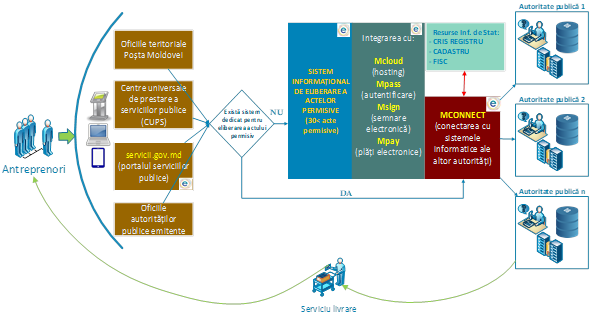 Antreprenori
Oficiile teritoriale
Poșta Moldovei
Centre universale
de prestare a
serviciilor publice
(CUPS)
servicii.gov.md
(portalul serviciilor
publice)
Oficiile
autorităților
publice emitente
Există sistem
dedicat pentru
eliberarea actului
permisiv
NU
DA
SISTEM
INFORMAȚIONAL
DE ELIBERARE A
ACTELOR
PERMISIVE
(30< acte
permisive)
Integrarea cu:
Mcloud
(hosting)
Mpass
(autentificare)
Msign
(semnare
electronică)
Mpay
(plăți electronice)
Resurse Inf. de Stat:
- CRIS REGISTRU
- CADASTRU
- FISC
MCONNECT
(conectarea cu
sistemele
informatice ale
altor autorități)
Autoritate publică 1
Autoritate publică 2
Autoritate publică n
Serviciu livrare